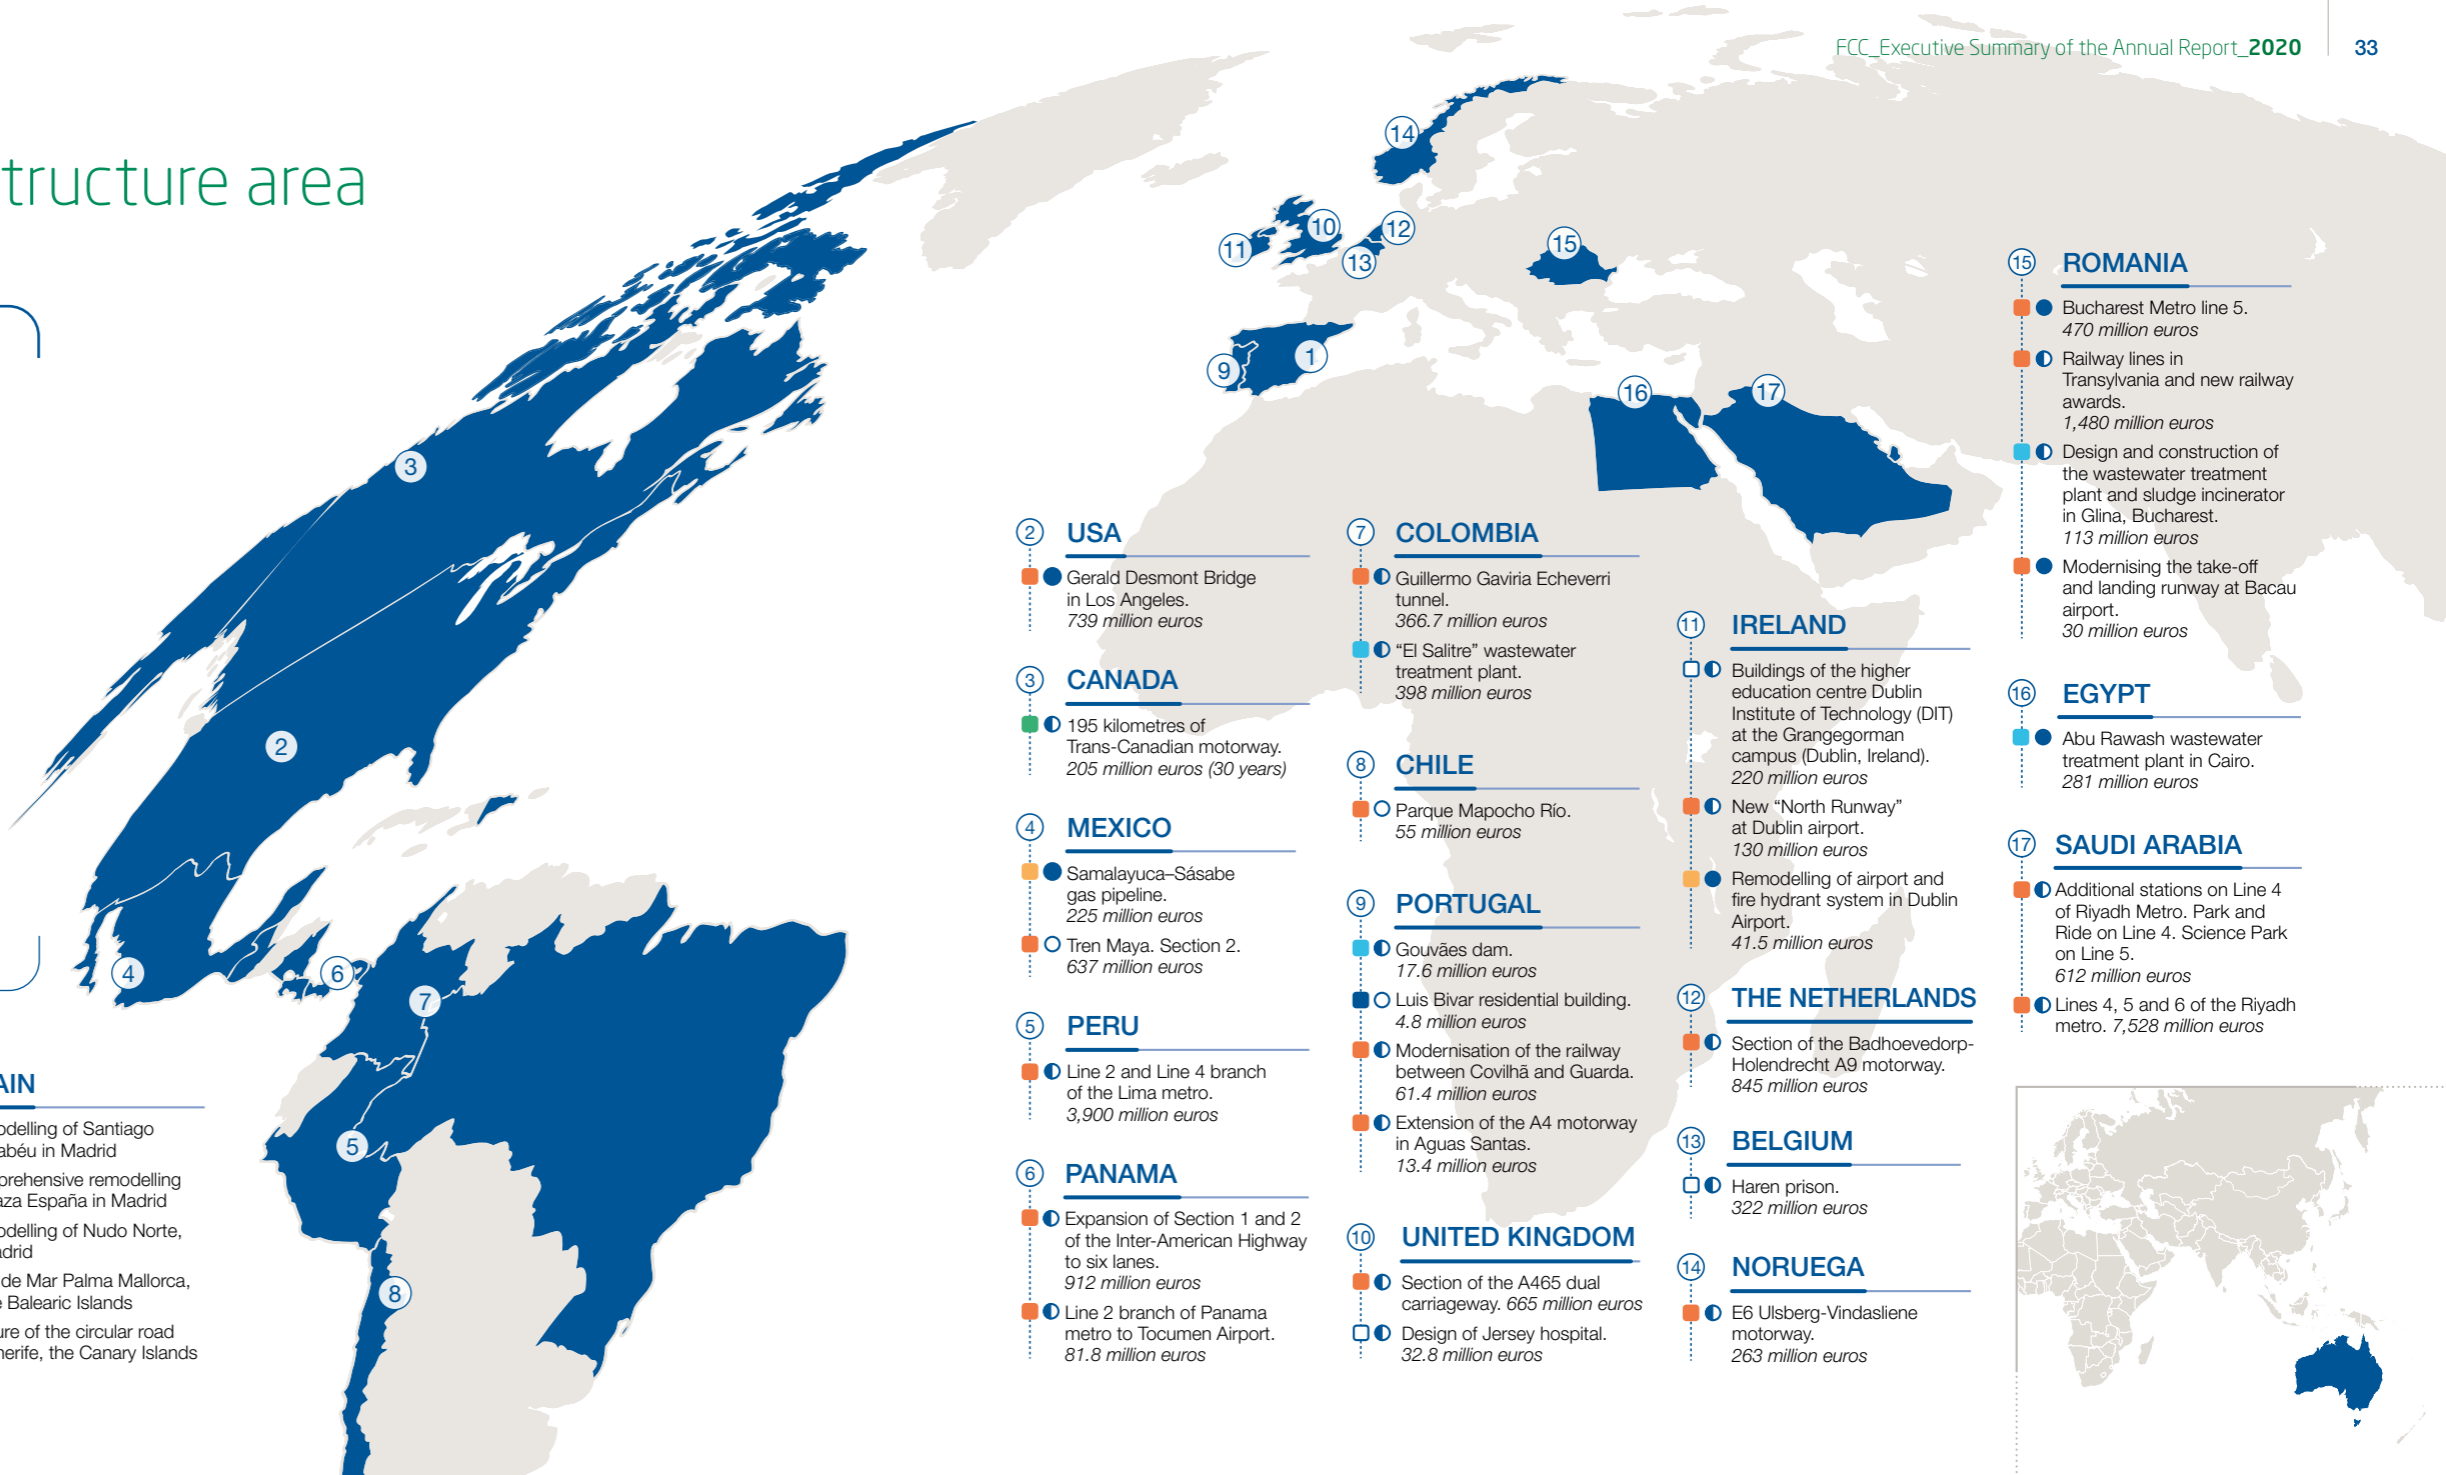 FCC_Executive Summary of the Annual Report_2020
33
tructure area
14
10
12
11
13
15
1
9
16
17
3
2
4
6
7
5
8
AIN
odelling of Santiago
abéu in Madrid
prehensive remodelling
aza España in Madrid
odelling of Nudo Norte,
adrid
de Mar Palma Mallorca,
e Balearic Islands
ure of the circular road
nerife, the Canary Islands
2 USA
Gerald Desmont Bridge
in Los Angeles.
739 million euros
3 CANADA
195 kilometres of
Trans-Canadian motorway.
205 million euros (30 years)
4 MEXICO
Samalayuca–Sásabe
gas pipeline.
225 million euros
Tren Maya. Section 2.
637 million euros
5 PERU
Line 2 and Line 4 branch
of the Lima metro.
3,900 million euros
6 PANAMA
Expansion of Section 1 and 2
of the Inter-American Highway
to six lanes.
912 million euros
Line 2 branch of Panama
metro to Tocumen Airport.
81.8 million euros
7 COLOMBIA
Guillermo Gaviria Echeverri
tunnel.
366.7 million euros
“El Salitre” wastewater
treatment plant.
398 million euros
8 CHILE
Parque Mapocho Río.
55 million euros
9 PORTUGAL
Gouvães dam.
17.6 million euros
Luis Bivar residential building.
4.8 million euros
Modernisation of the railway
between Covilhã and Guarda.
61.4 million euros
Extension of the A4 motorway
in Aguas Santas.
13.4 million euros
10 UNITED KINGDOM
Section of the A465 dual
carriageway. 665 million euros
Design of Jersey hospital.
32.8 million euros
11 IRELAND
Buildings of the higher
education centre Dublin
Institute of Technology (DIT)
at the Grangegorman
campus (Dublin, Ireland).
220 million euros
New “North Runway”
at Dublin airport.
130 million euros
Remodelling of airport and
fire hydrant system in Dublin
Airport.
41.5 million euros
12 THE NETHERLANDS
Section of the Badhoevedorp-
Holendrecht A9 motorway.
845 million euros
13 BELGIUM
Haren prison.
322 million euros
14 NORUEGA
E6 Ulsberg-Vindasliene
motorway.
263 million euros
15 ROMANIA
Bucharest Metro line 5.
470 million euros
Railway lines in
Transylvania and new railway
awards.
1,480 million euros
Design and construction of
the wastewater treatment
plant and sludge incinerator
in Glina, Bucharest.
113 million euros
Modernising the take-off
and landing runway at Bacau
airport.
30 million euros
16 EGYPT
Abu Rawash wastewater
treatment plant in Cairo.
281 million euros
17 SAUDI ARABIA
Additional stations on Line 4
of Riyadh Metro. Park and
Ride on Line 4. Science Park
on Line 5.
612 million euros
Lines 4, 5 and 6 of the Riyadh
metro. 7,528 million euros